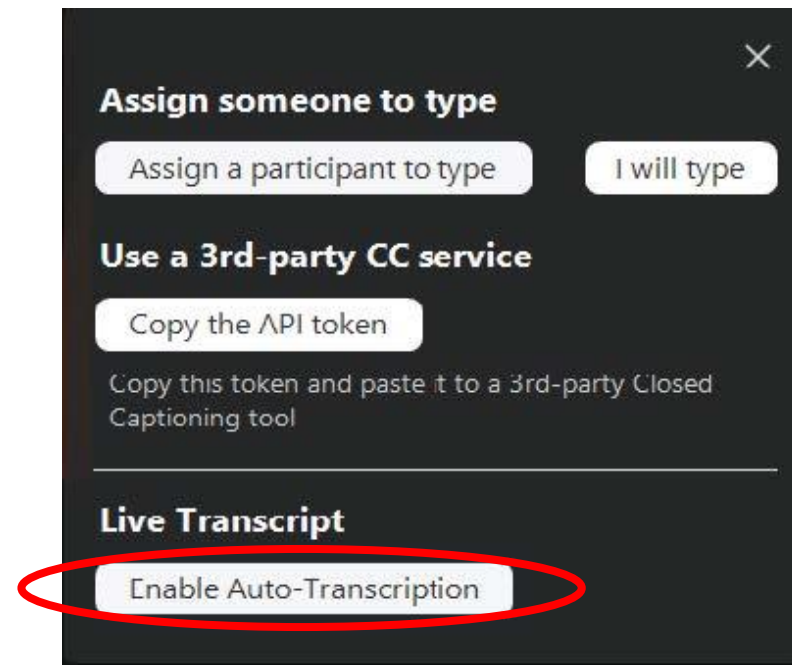 Assign someone to type
Assign a participant to type
I will type
Use a 3rd-party CC service
Copy the API token
Copy this token and paste it to a 3rd-party Closed
Captioning tool
Live Transcript
Enable Auto-Transcription